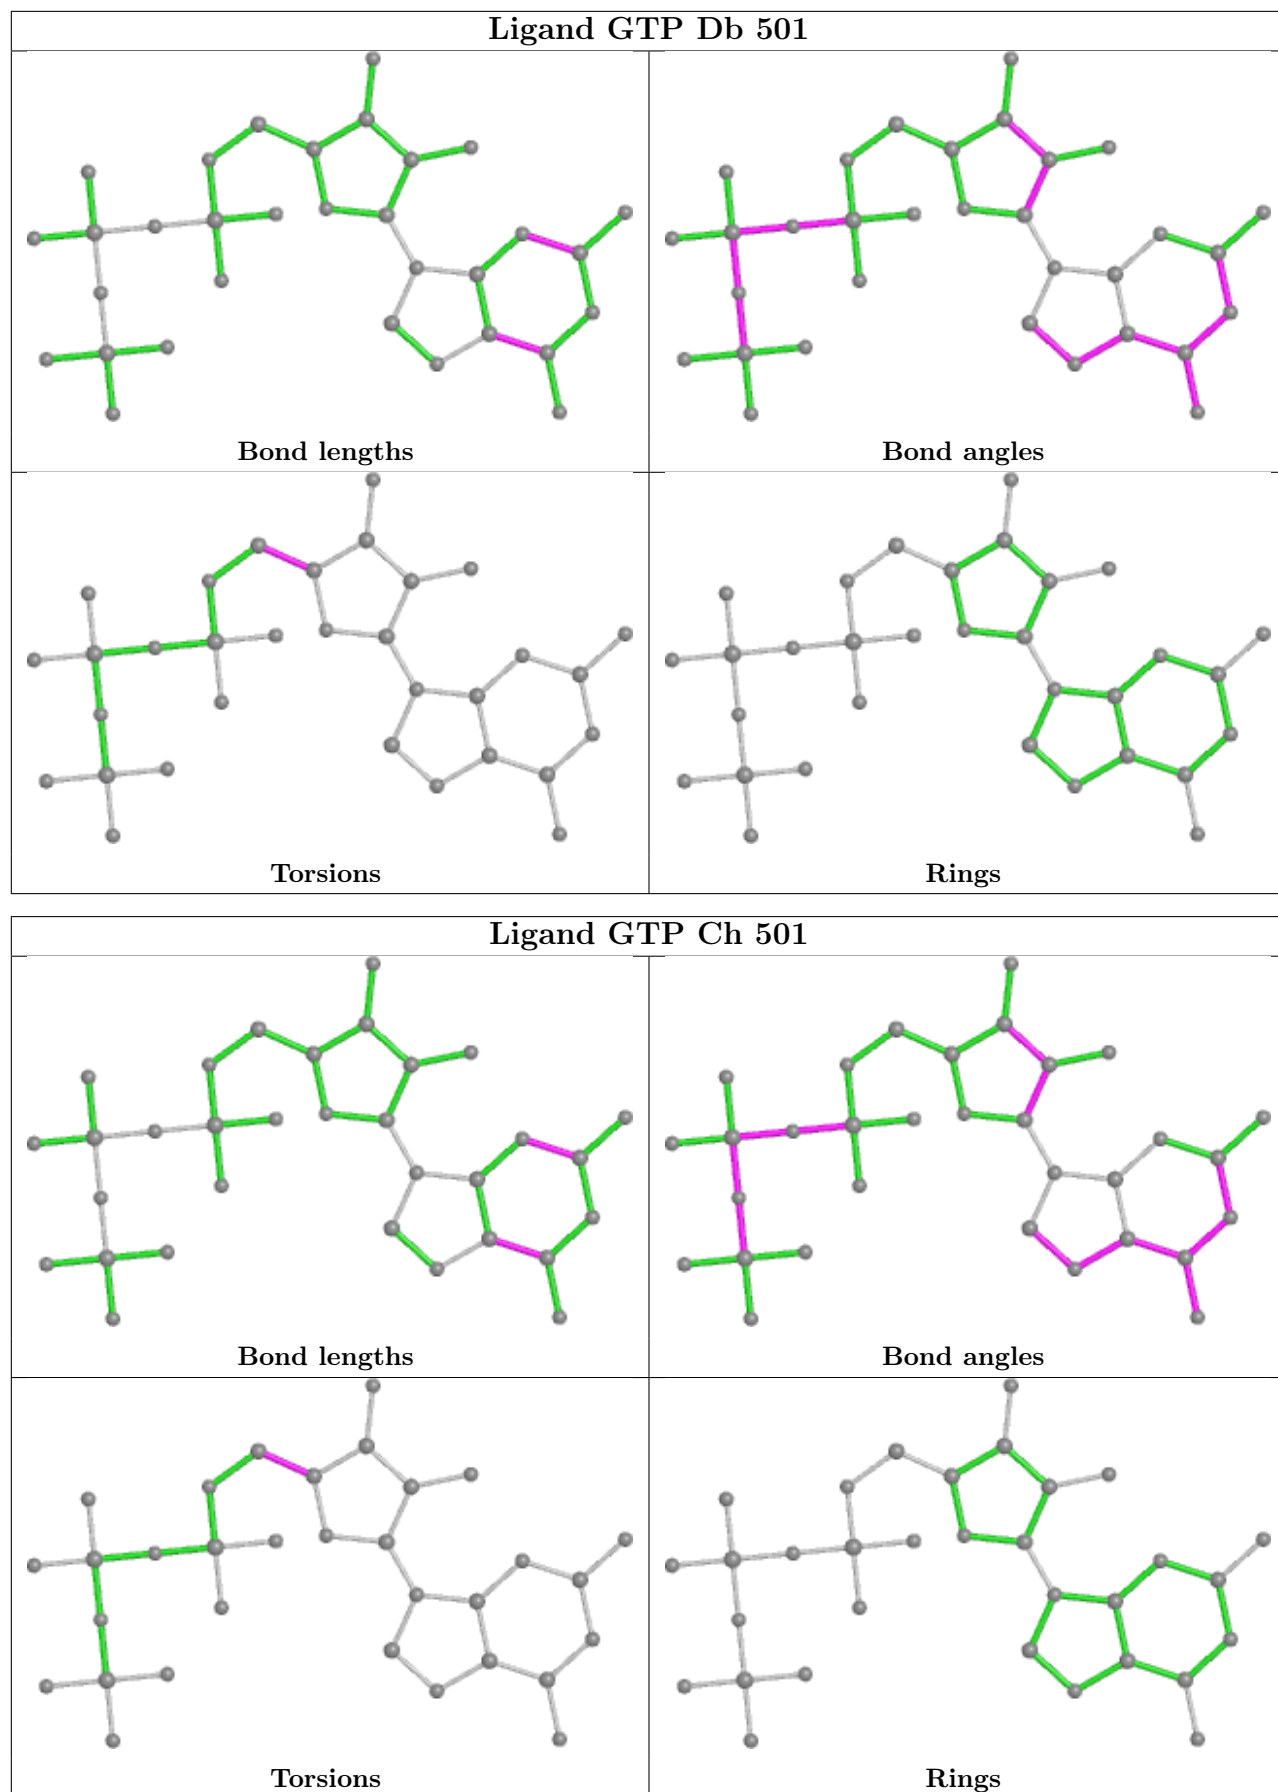 Ligand GTP Db 501
Bond lengths
Bond angles
Torsions
Rings
Ligand GTP Ch 501
Bond lengths
Bond angles
Torsions
Rings